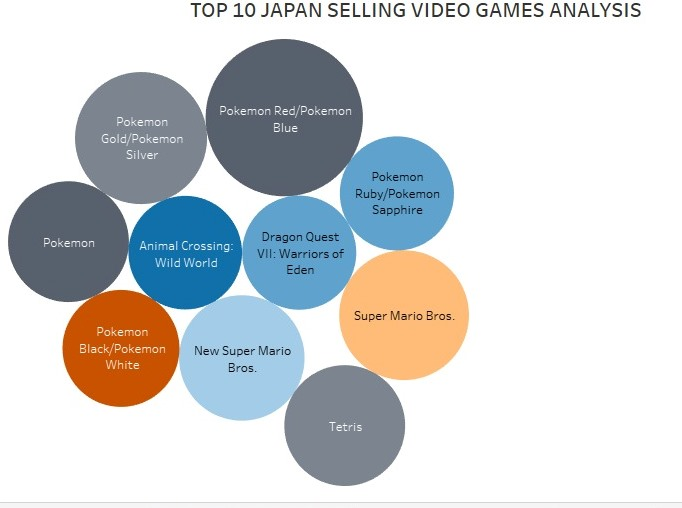 TOP 10 JAPAN SELLING VIDEO GAMES ANALYSIS
Pokemon Red/Pokemon
Blue
Pokemon
Gold/Pokemon
Silver
Pokemon
Ruby/Pokemon
Sapphire
Pokemon
Animal Crossing:
Wild World
Dragon Quest
VII: Warriors of
Eden
Super Mario Bros.
Pokemon
Black/Pokemon
White
New Super Mario
Bros.
Tetris